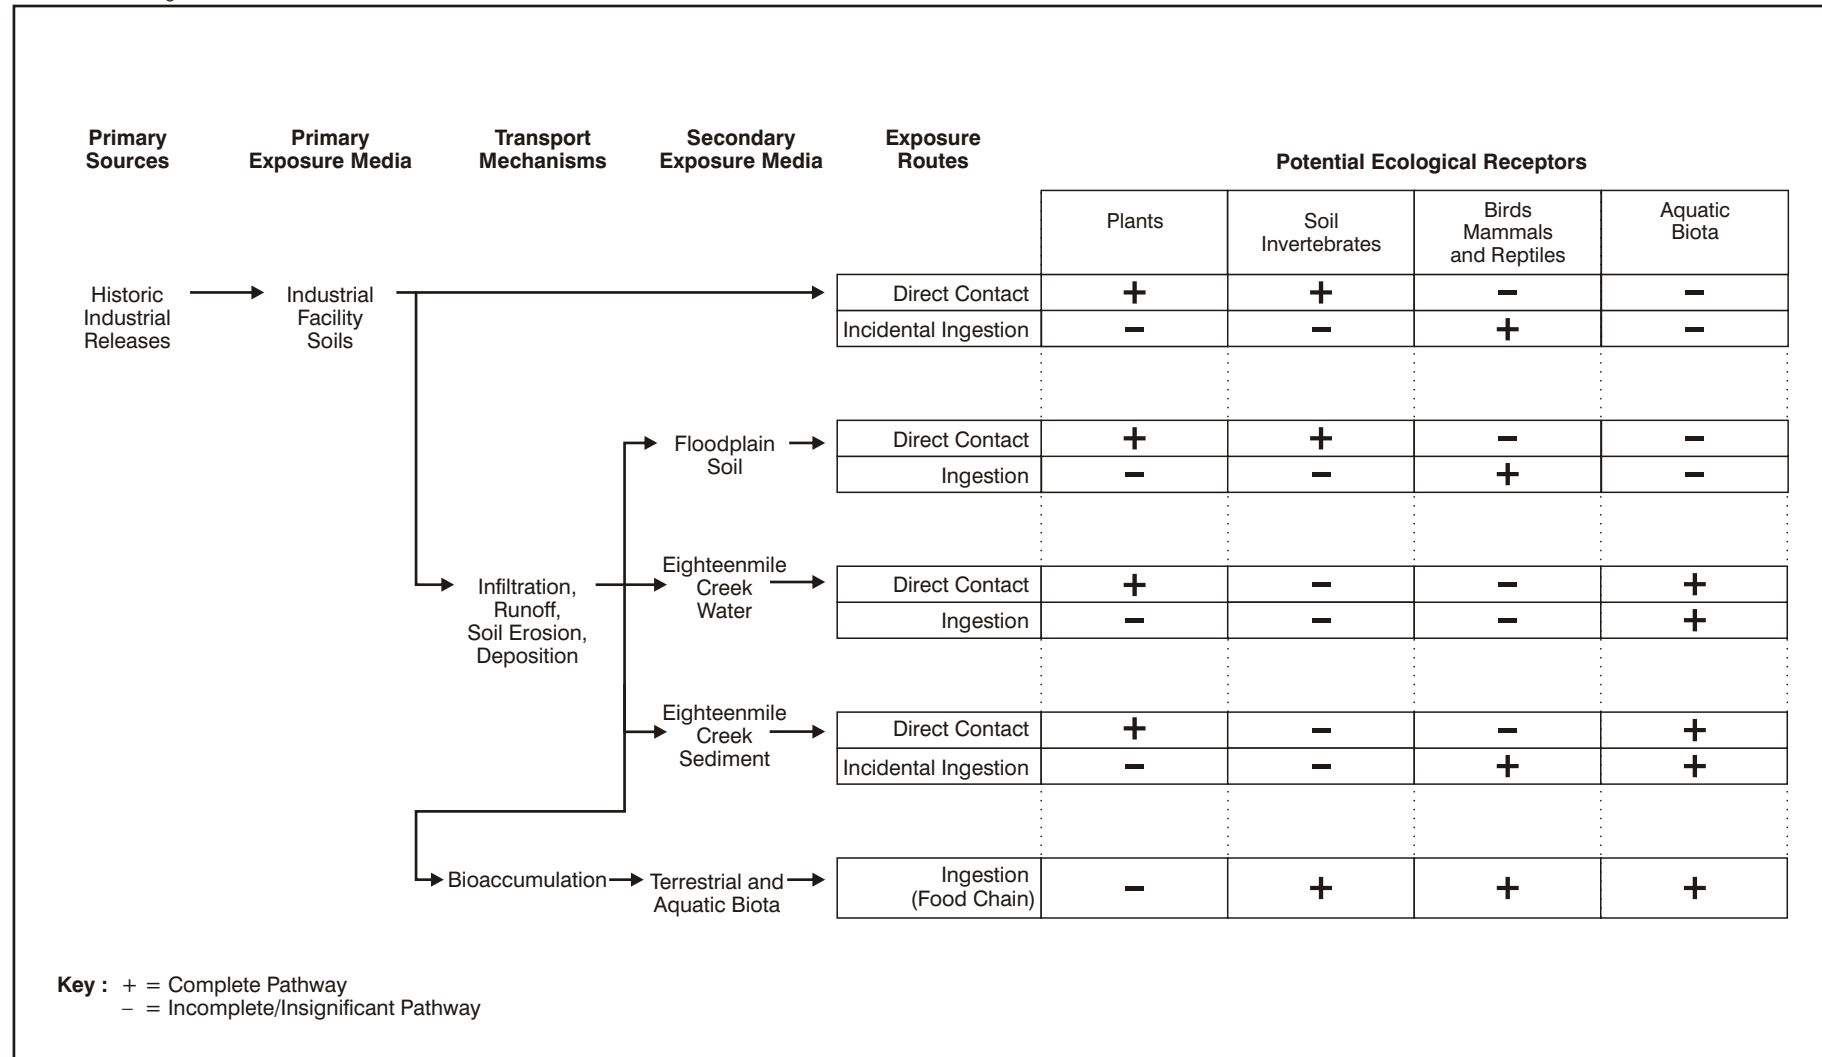 Primary
Sources
Primary
Exposure Media
Transport
Mechanisms
Secondary
Exposure Media
Exposure
Routes
Potential Ecological Receptors
Plants
Soil
Invertebrates
Birds
Mammals
and Reptiles
Aquatic
Biota
Historic
Industrial
Releases
Industrial
Facility
Soils
Direct Contact + + − −
Incidental Ingestion − − + −
Floodplain
Soil
Direct Contact + + − −
Ingestion − − + −
Infiltration,
Runoff,
Soil Erosion,
Deposition
Eighteenmile
Creek
Water
Direct Contact + − − +
Ingestion − − − +
Eighteenmile
Creek
Sediment
Direct Contact + − − +
Incidental Ingestion − − + +
Bioaccumulation
Terrestrial and
Aquatic Biota
Ingestion
(Food Chain) − + + +
Key : + = Complete Pathway
− = Incomplete/Insignificant Pathway